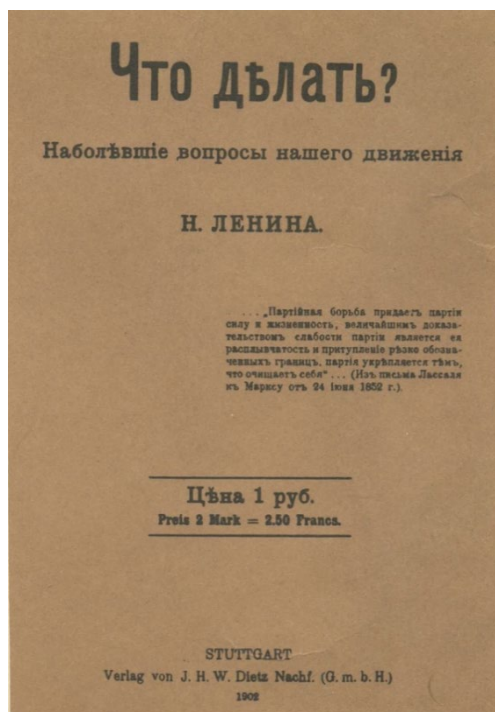 Что дѣлать?
Наболѣвшіе вопросы нашего движенія
Н. ЛЕНИНА.
. . . „Партійная борьба придаетъ партіи
силу и жизненность, величайшимъ доказа-
тельствомъ слабости партіи является ея
расплывчатость и притупленіе рѣзко обозна-
ченныхъ границъ, партія укрѣпляется тѣмъ,
что очищаетъ себя“ . . . (Изъ письма Лассаля
къ Марксу отъ 24 іюня 1852 г.).
Цѣна 1 руб.
Preis 2 Mark = 2.50 Francs.
STUTTGART
Verlag von J. H. W. Dietz Nachf. (G. m. b. H.)
1902